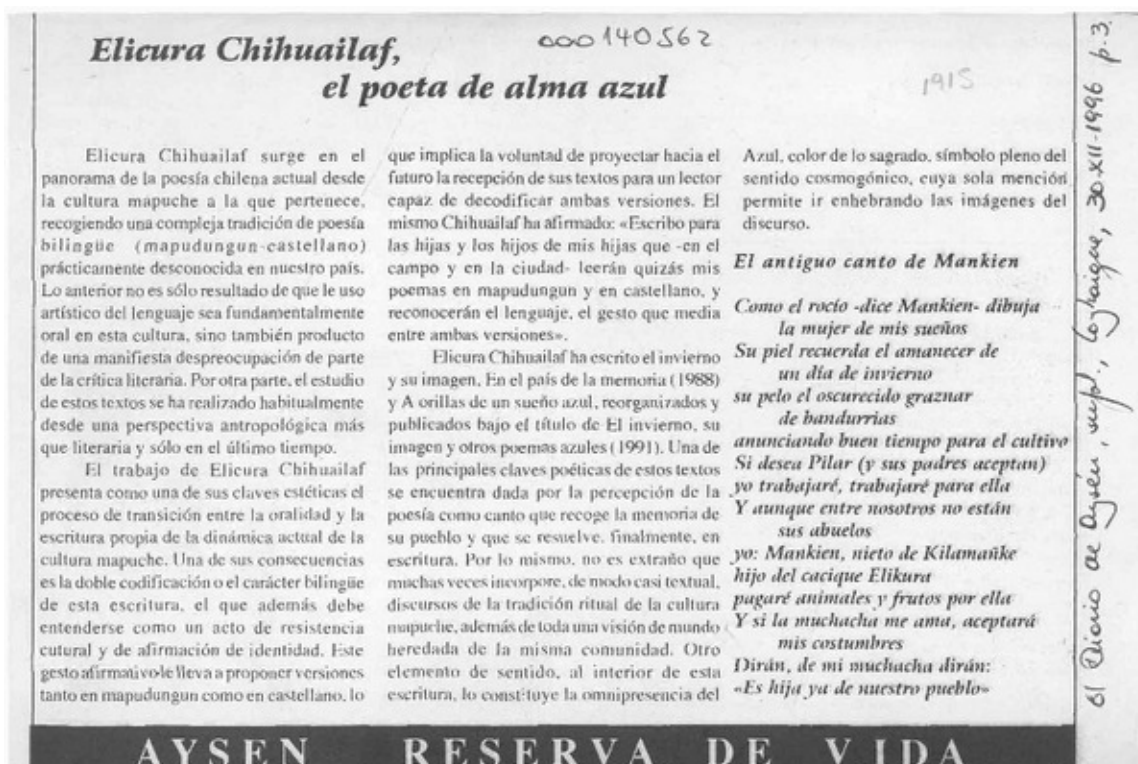 Elicura Chihuailaf,
el poeta de alma azul
000140562
1915
Elicura Chihuailaf surge en el
panorama de la poesía chilena actual desde
la cultura mapuche a la que pertenece,
recogiendo una compleja tradición de poesía
bilingüe (mapudungun-castellano)
prácticamente desconocida en nuestro país.
Lo anterior no es sólo resultado de que le uso
artístico del lenguaje sea fundamentalmente
oral en esta cultura, sino también producto
de una manifiesta despreocupación de parte
de la crítica literaria. Por otra parte, el estudio
de estos textos se ha realizado habitualmente
desde una perspectiva antropológica más
que literaria y sólo en el último tiempo.
El trabajo de Elicura Chihuailaf
presenta como una de sus claves estéticas el
proceso de transición entre la oralidad y la
escritura propia de la dinámica actual de la
cultura mapuche. Una de sus consecuencias
es la doble codificación o el carácter bilingüe
de esta escritura, el que además debe
entenderse como un acto de resistencia
cutural y de afirmación de identidad. Este
gesto afirmativo le lleva a proponer versiones
tanto en mapudungun como en castellano, lo
que implica la voluntad de proyectar hacia el
futuro la recepción de sus textos para un lector
capaz de decodificar ambas versiones. El
mismo Chihuailaf ha afirmado: «Escribo para
las hijas y los hijos de mis hijas que -en el
campo y en la ciudad- leerán quizás mis
poemas en mapudungun y en castellano, y
reconocerán el lenguaje, el gesto que media
entre ambas versiones».
Elicura Chihuailaf ha escrito el invierno
y su imagen, En el país de la memoria (1988)
y A orillas de un sueño azul, reorganizados y
publicados bajo el título de El invierno, su
imagen y otros poemas azules (1991). Una de
las principales claves poéticas de estos textos
se encuentra dada por la percepción de la
poesía como canto que recoge la memoria de
su pueblo y que se resuelve, finalmente, en
escritura. Por lo mismo, no es extraño que
muchas veces incorpore, de modo casi textual,
discursos de la tradición ritual de la cultura
mapuche, además de toda una visión de mundo
heredada de la misma comunidad. Otro
elemento de sentido, al interior de esta
escritura, lo constituye la omnipresencia del
Azul, color de lo sagrado, símbolo pleno del
sentido cosmogónico, cuya sola mención
permite ir enhebrando las imágenes del
discurso.
El antiguo canto de Mankien
Como el rocío -dice Mankien- dibuja
la mujer de mis sueños
Su piel recuerda el amanecer de
un día de invierno
su pelo el oscurecido graznar
de bandurrias
anunciando buen tiempo para el cultivo
Si desea Pilar (y sus padres aceptan)
yo trabajaré, trabajaré para ella
Y aunque entre nosotros no están
sus abuelos
yo: Mankien, nieto de Kilamañke
hijo del cacique Elikura
pagaré animales y frutos por ella
Y si la muchacha me ama, aceptará
mis costumbres
Dirán, de mi muchacha dirán:
«Es hija ya de nuestro pueblo»
El Diario de Aysén, supl., Coyhaique, 30-XII-1996 p.3.
AYSEN RESERVA DE VIDA